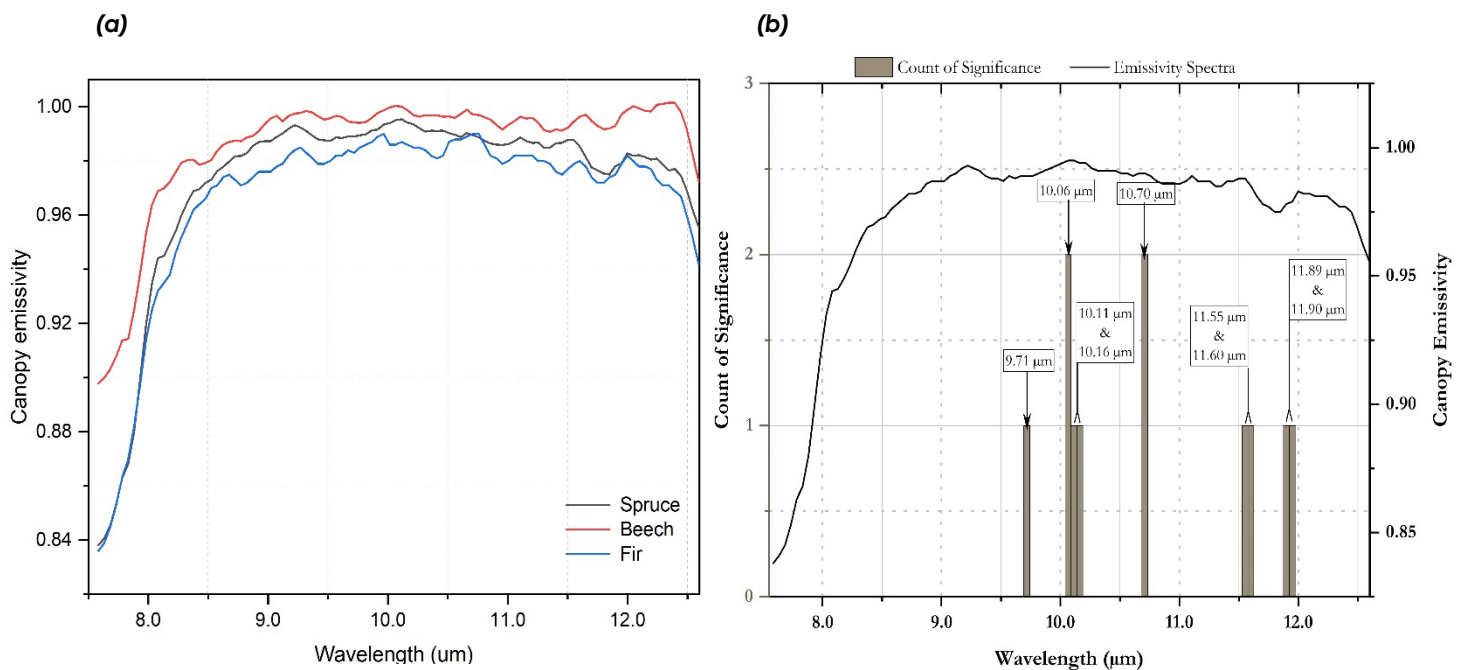 (a)
Canopy emissivity
1.00
0.96
0.92
0.88
0.84
Spruce
Beech
Fir
8.0 9.0 10.0 11.0 12.0
Wavelength (um)
(b)
Count of Significance Emissivity Spectra
Count of Significance
3
2
1
0
9.71 µm
10.06 µm
10.11 µm
&
10.16 µm
10.70 µm
11.55 µm
&
11.60 µm
11.89 µm
&
11.90 µm
1.00
0.95
0.90
0.85
Canopy Emissivity
8.0 9.0 10.0 11.0 12.0
Wavelength (µm)